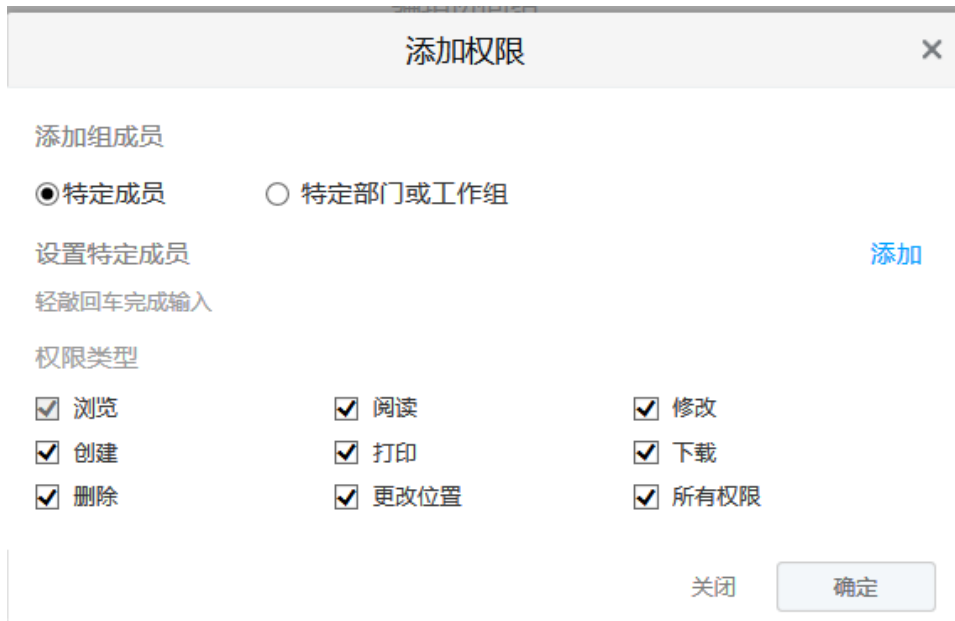 添加权限
添加组成员
特定成员 特定部门或工作组
设置特定成员 添加
轻敲回车完成输入
权限类型
浏览 阅读 修改
创建 打印 下载
删除 更改位置 所有权限
关闭 确定